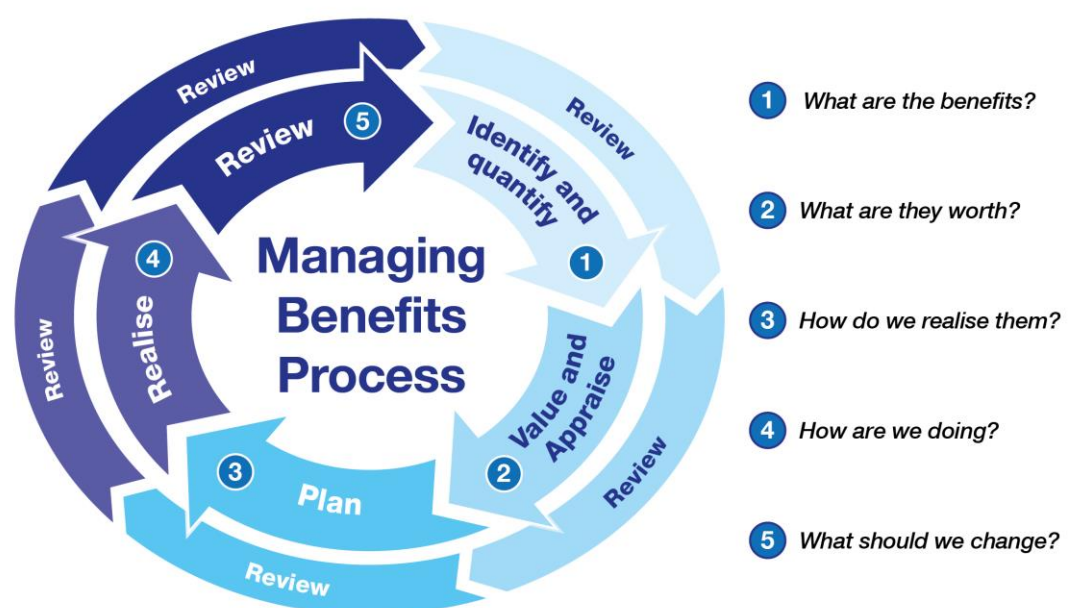 Managing
Benefits
Process
Review
Review 5
Review
Identify and
quantify
1
Review
Value and
Appraise
2
Review
Plan
3
Review
Realise
4
1 What are the benefits?
2 What are they worth?
3 How do we realise them?
4 How are we doing?
5 What should we change?